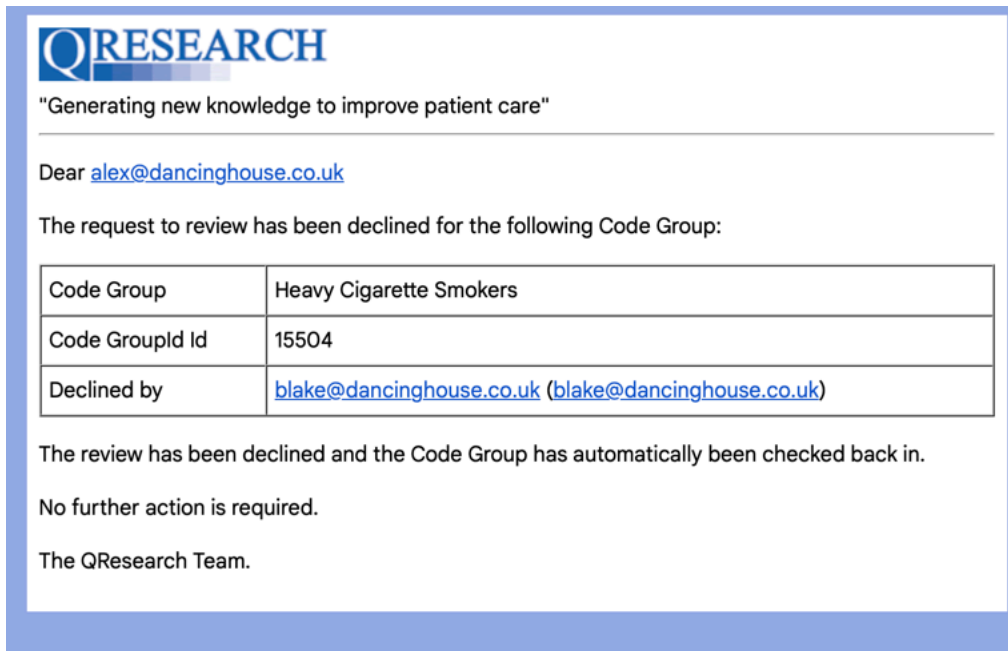 QRESEARCH
"Generating new knowledge to improve patient care"
Dear alex@dancinghouse.co.uk
The request to review has been declined for the following Code Group:
Code Group Heavy Cigarette Smokers
Code GroupId Id 15504
Declined by blake@dancinghouse.co.uk (blake@dancinghouse.co.uk)
The review has been declined and the Code Group has automatically been checked back in.
No further action is required.
The QResearch Team.